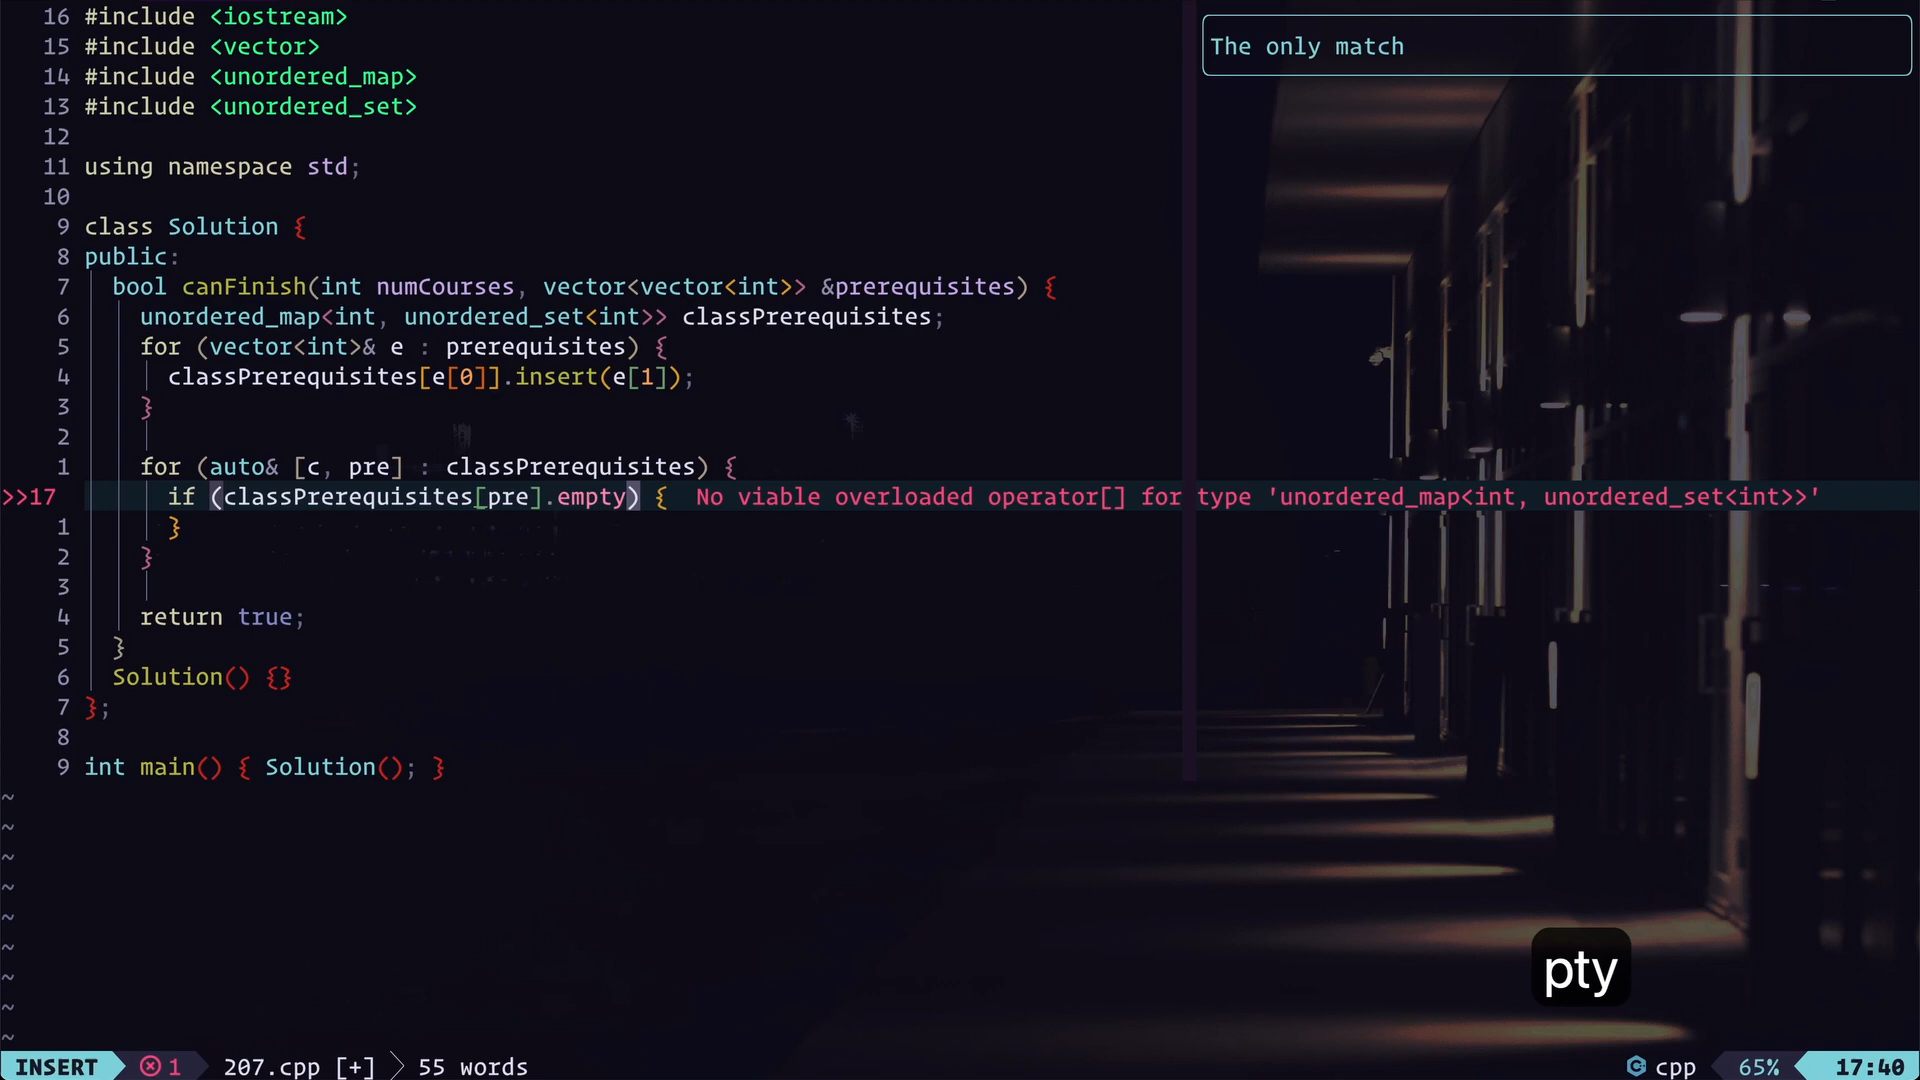 16 #include <iostream>
15 #include <vector>
14 #include <unordered_map>
13 #include <unordered_set>
12
11 using namespace std;
10
9 class Solution {
8 public:
7 bool canFinish(int numCourses, vector<vector<int>> &prerequisites) {
6 unordered_map<int, unordered_set<int>> classPrerequisites;
5 for (vector<int>& e : prerequisites) {
4 classPrerequisites[e[0]].insert(e[1]);
3 }
2
1 for (auto& [c, pre] : classPrerequisites) {
>>17 if (classPrerequisites[pre].empty) { No viable overloaded operator[] for type 'unordered_map<int, unordered_set<int>>'
1 }
2 }
3
4 return true;
5 }
6 Solution() {}
7 };
8
9 int main() { Solution(); }
~
~
~
~
~
~
~
~
~
The only match
pty
INSERT 1 207.cpp [+] 55 words cpp 65% 17:40